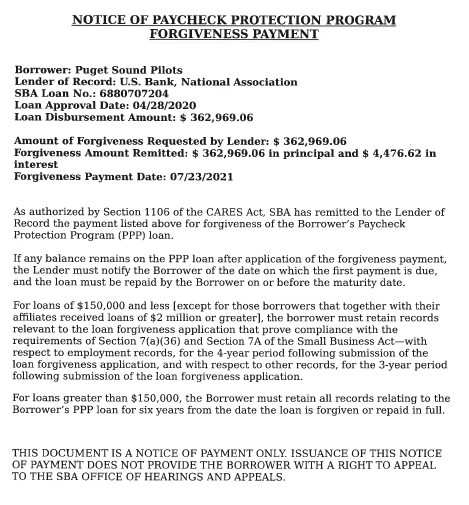 NOTICE OF PAYCHECK PROTECTION PROGRAM
FORGIVENESS PAYMENT
Borrower: Puget Sound Pilots
Lender of Record: U.S. Bank, National Association
SBA Loan No.: 6880707204
Loan Approval Date: 04/28/2020
Loan Disbursement Amount: $ 362,969.06
Amount of Forgiveness Requested by Lender: $ 362,969.06
Forgiveness Amount Remitted: $ 362,969.06 in principal and $ 4,476.62 in
interest
Forgiveness Payment Date: 07/23/2021
As authorized by Section 1106 of the CARES Act, SBA has remitted to the Lender of
Record the payment listed above for forgiveness of the Borrower's Paycheck
Protection Program (PPP) loan.
If any balance remains on the PPP loan after application of the forgiveness payment,
the Lender must notify the Borrower of the date on which the first payment is due,
and the loan must be repaid by the Borrower on or before the maturity date.
For loans of $150,000 and less [except for those borrowers that together with their
affiliates received loans of $2 million or greater], the borrower must retain records
relevant to the loan forgiveness application that prove compliance with the
requirements of Section 7(a)(36) and Section 7A of the Small Business Act—with
respect to employment records, for the 4-year period following submission of the
loan forgiveness application, and with respect to other records, for the 3-year period
following submission of the loan forgiveness application.
For loans greater than $150,000, the Borrower must retain all records relating to the
Borrower's PPP loan for six years from the date the loan is forgiven or repaid in full.
THIS DOCUMENT IS A NOTICE OF PAYMENT ONLY. ISSUANCE OF THIS NOTICE
OF PAYMENT DOES NOT PROVIDE THE BORROWER WITH A RIGHT TO APPEAL
TO THE SBA OFFICE OF HEARINGS AND APPEALS.